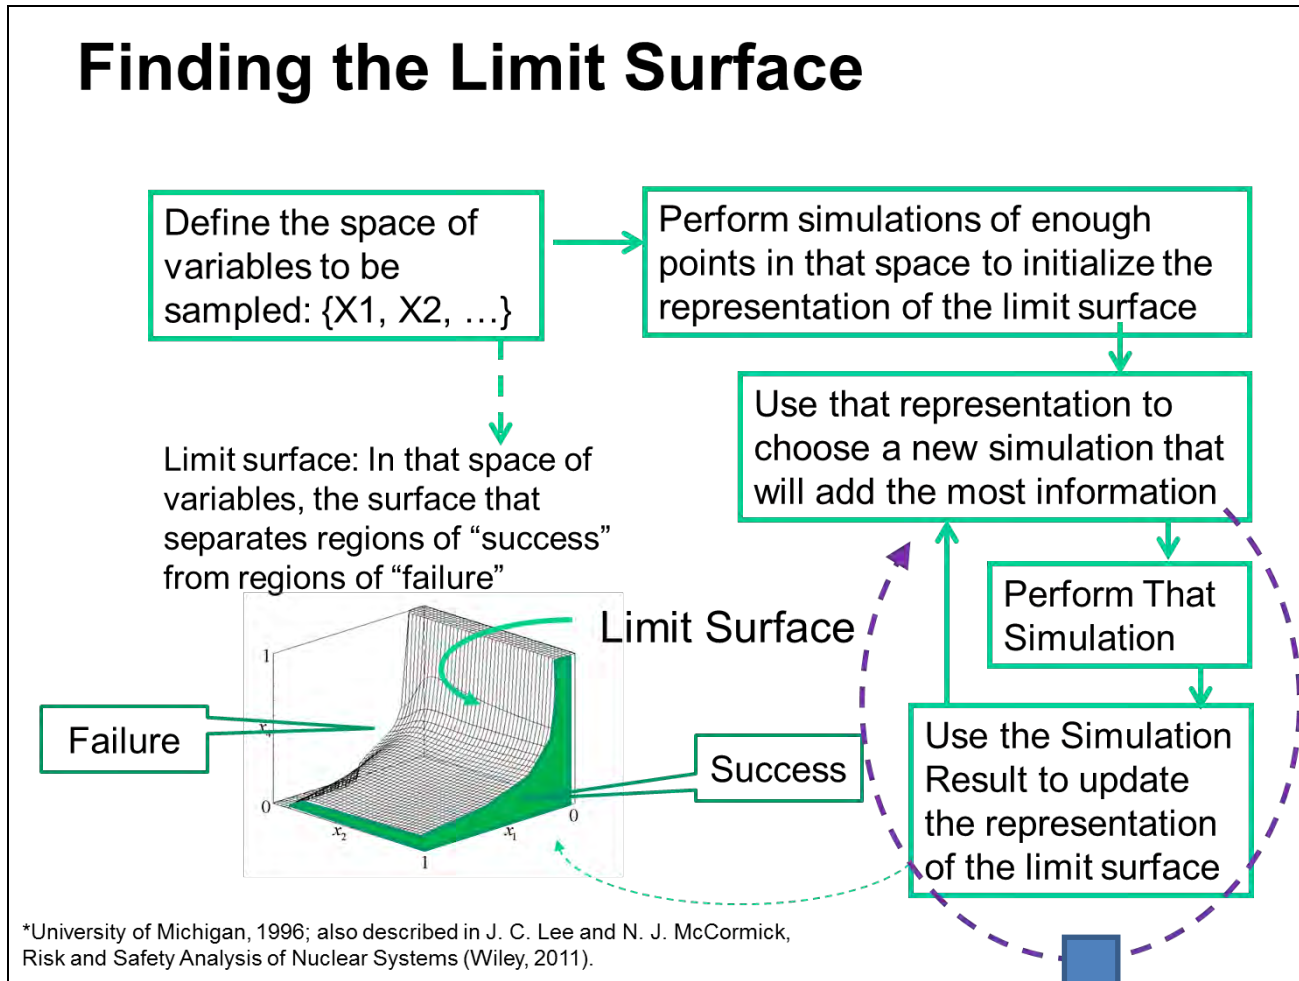 Finding the Limit Surface
Define the space of
variables to be
sampled: {X1, X2, …}
Perform simulations of enough
points in that space to initialize the
representation of the limit surface
Use that representation to
choose a new simulation that
will add the most information
Limit surface: In that space of
variables, the surface that
separates regions of “success”
from regions of “failure”
Perform That
Simulation
Limit Surface
1
Failure
0
x2
1
x1
0
Success
Use the Simulation
Result to update
the representation
of the limit surface
*University of Michigan, 1996; also described in J. C. Lee and N. J. McCormick,
Risk and Safety Analysis of Nuclear Systems (Wiley, 2011).